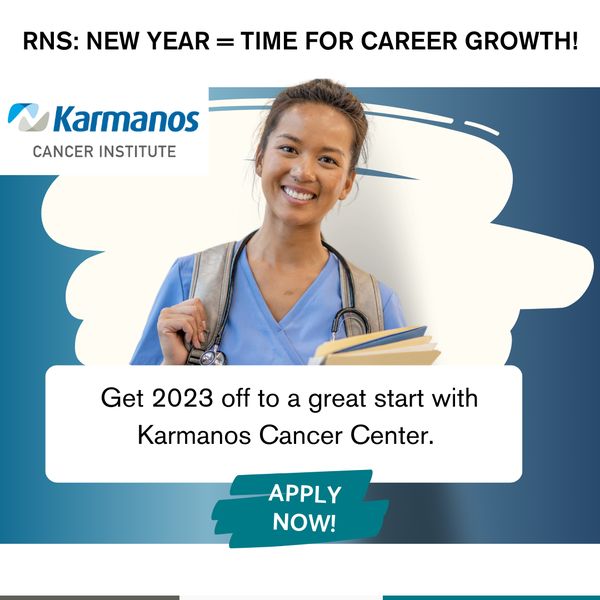 RNS: NEW YEAR = TIME FOR CAREER GROWTH!
Karmanos
CANCER INSTITUTE
Get 2023 off to a great start with
Karmanos Cancer Center.
APPLY
NOW!